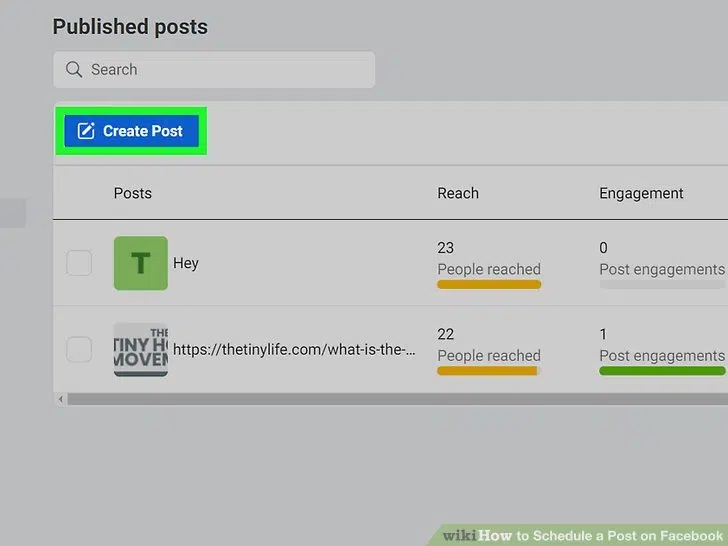 Published posts
Search
Create Post
Posts
Reach
Engagement
T
Hey
23
People reached
0
Post engagements
THE
TINY HO
MOVEM
https://thetinylife.com/what-is-the-...
22
People reached
1
Post engagements
wikiHow to Schedule a Post on Facebook